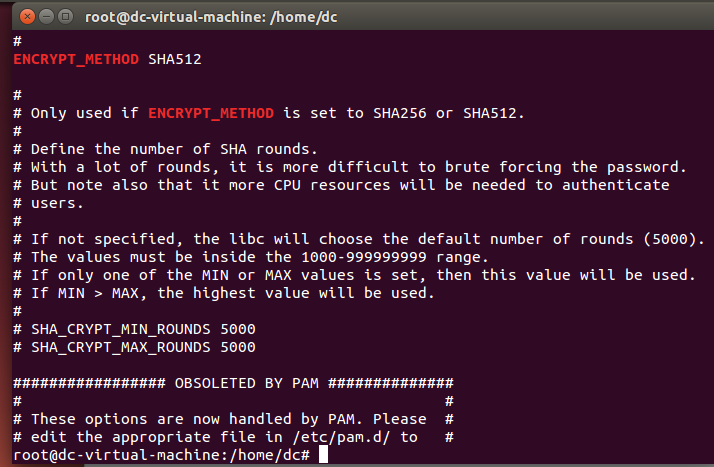 root@dc-virtual-machine: /home/dc
#
ENCRYPT_METHOD SHA512
#
# Only used if ENCRYPT_METHOD is set to SHA256 or SHA512.
#
# Define the number of SHA rounds.
# With a lot of rounds, it is more difficult to brute forcing the password.
# But note also that it more CPU resources will be needed to authenticate
# users.
#
# If not specified, the libc will choose the default number of rounds (5000).
# The values must be inside the 1000-999999999 range.
# If only one of the MIN or MAX values is set, then this value will be used.
# If MIN > MAX, the highest value will be used.
#
# SHA_CRYPT_MIN_ROUNDS 5000
# SHA_CRYPT_MAX_ROUNDS 5000
################# OBSOLETED BY PAM ##############
# #
# These options are now handled by PAM. Please #
# edit the appropriate file in /etc/pam.d/ to #
root@dc-virtual-machine:/home/dc#